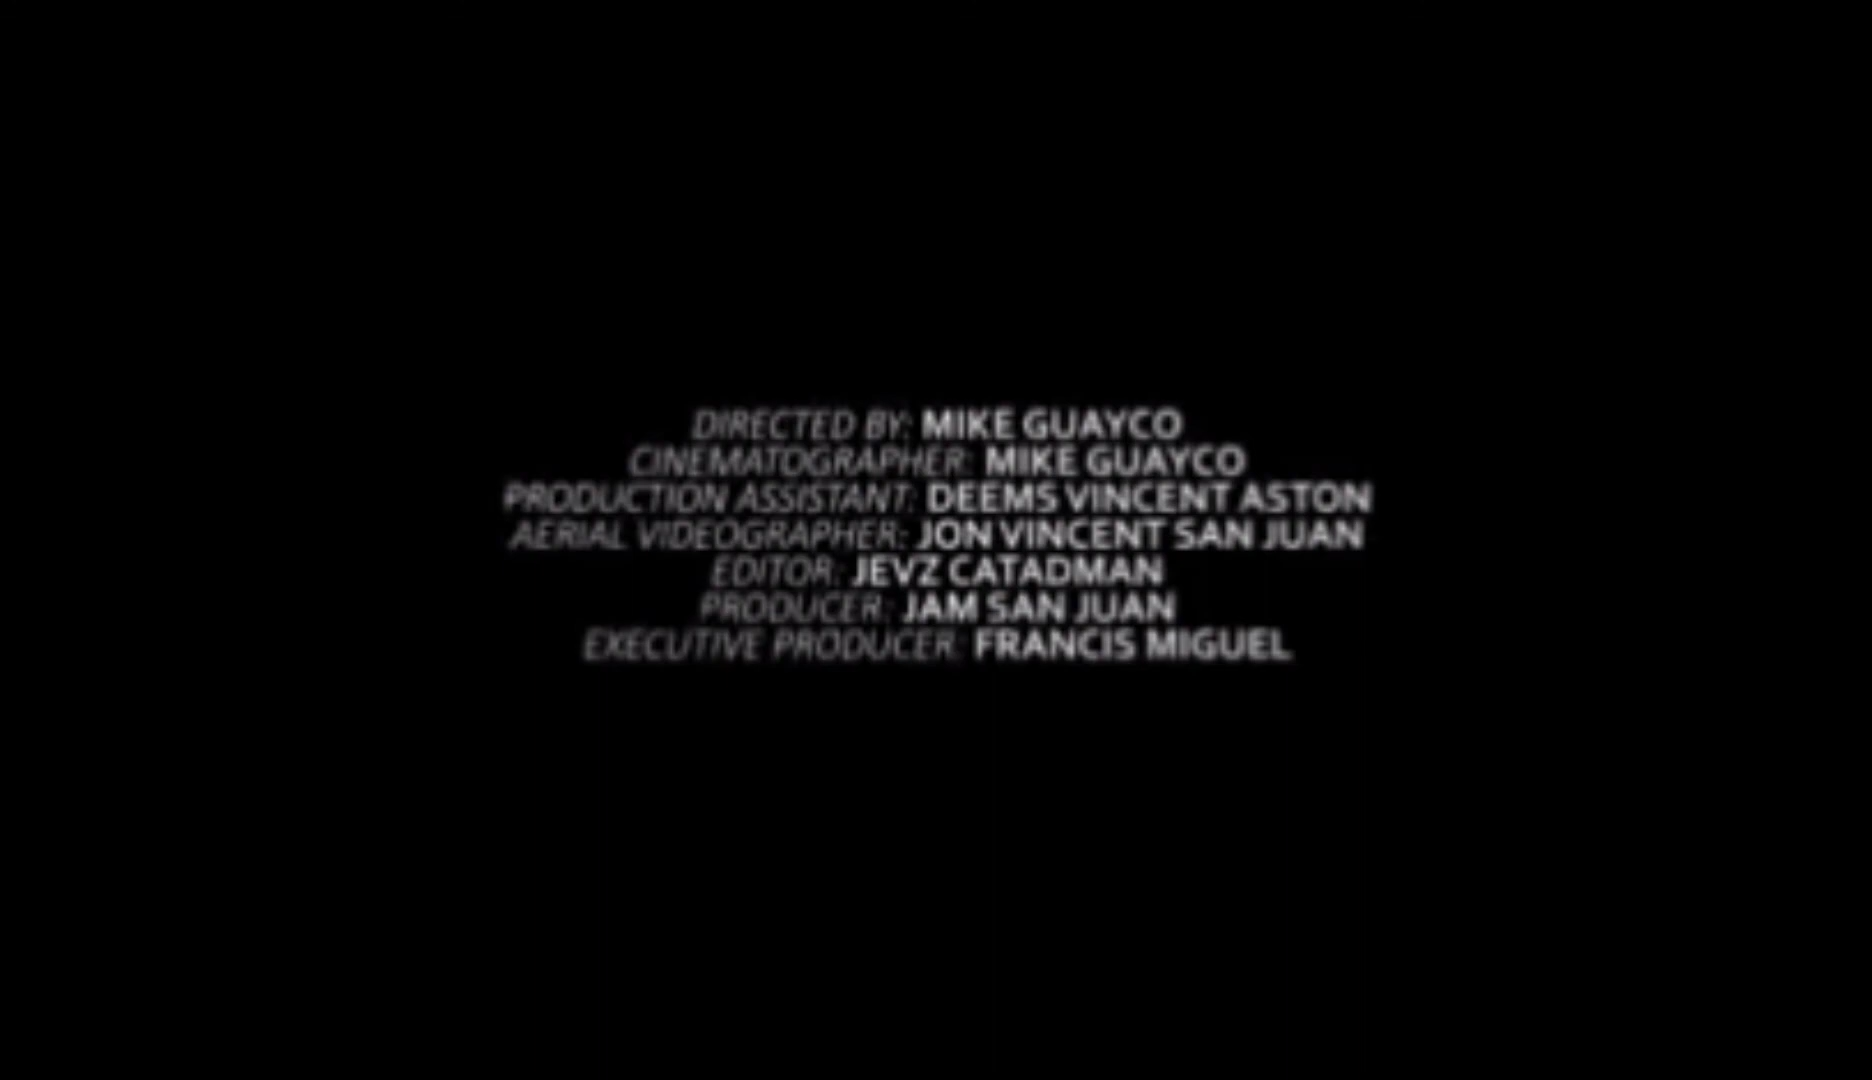 DIRECTED BY: MIKE GUAYCO
CINEMATOGRAPHER: MIKE GUAYCO
PRODUCTION ASSISTANT: DEEMS VINCENT ASTON
AERIAL VIDEOGRAPHER: JON VINCENT SAN JUAN
EDITOR: JEVZ CATADMAN
PRODUCER: JAM SAN JUAN
EXECUTIVE PRODUCER: FRANCIS MIGUEL